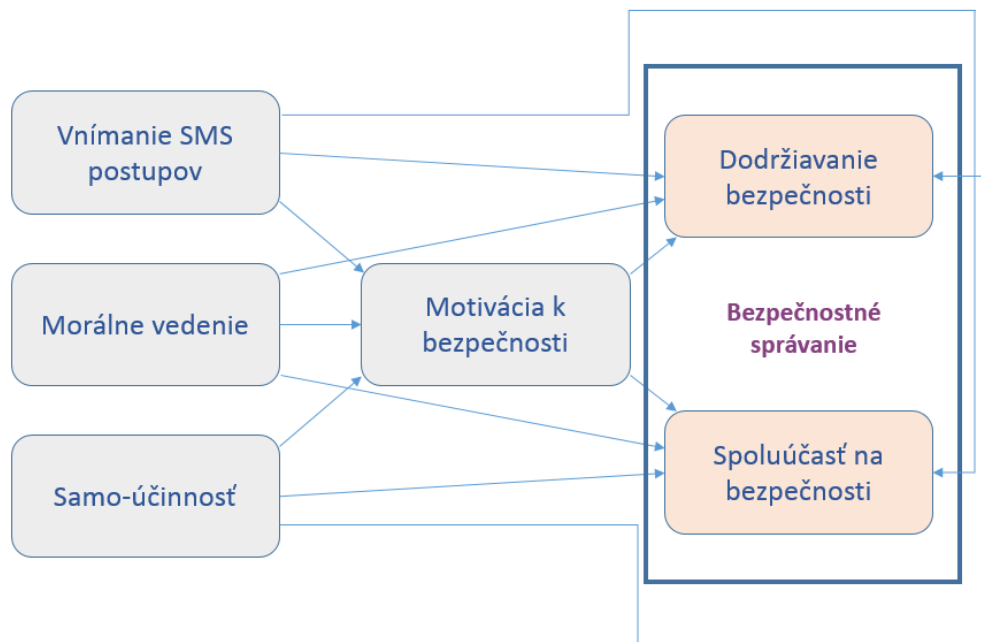 Vnímanie SMS
postupov
Dodržiavanie
bezpečnosti
Morálne vedenie
Motivácia k
bezpečnosti
Bezpečnostné
správanie
Samo-účinnosť
Spoluúčasť na
bezpečnosti